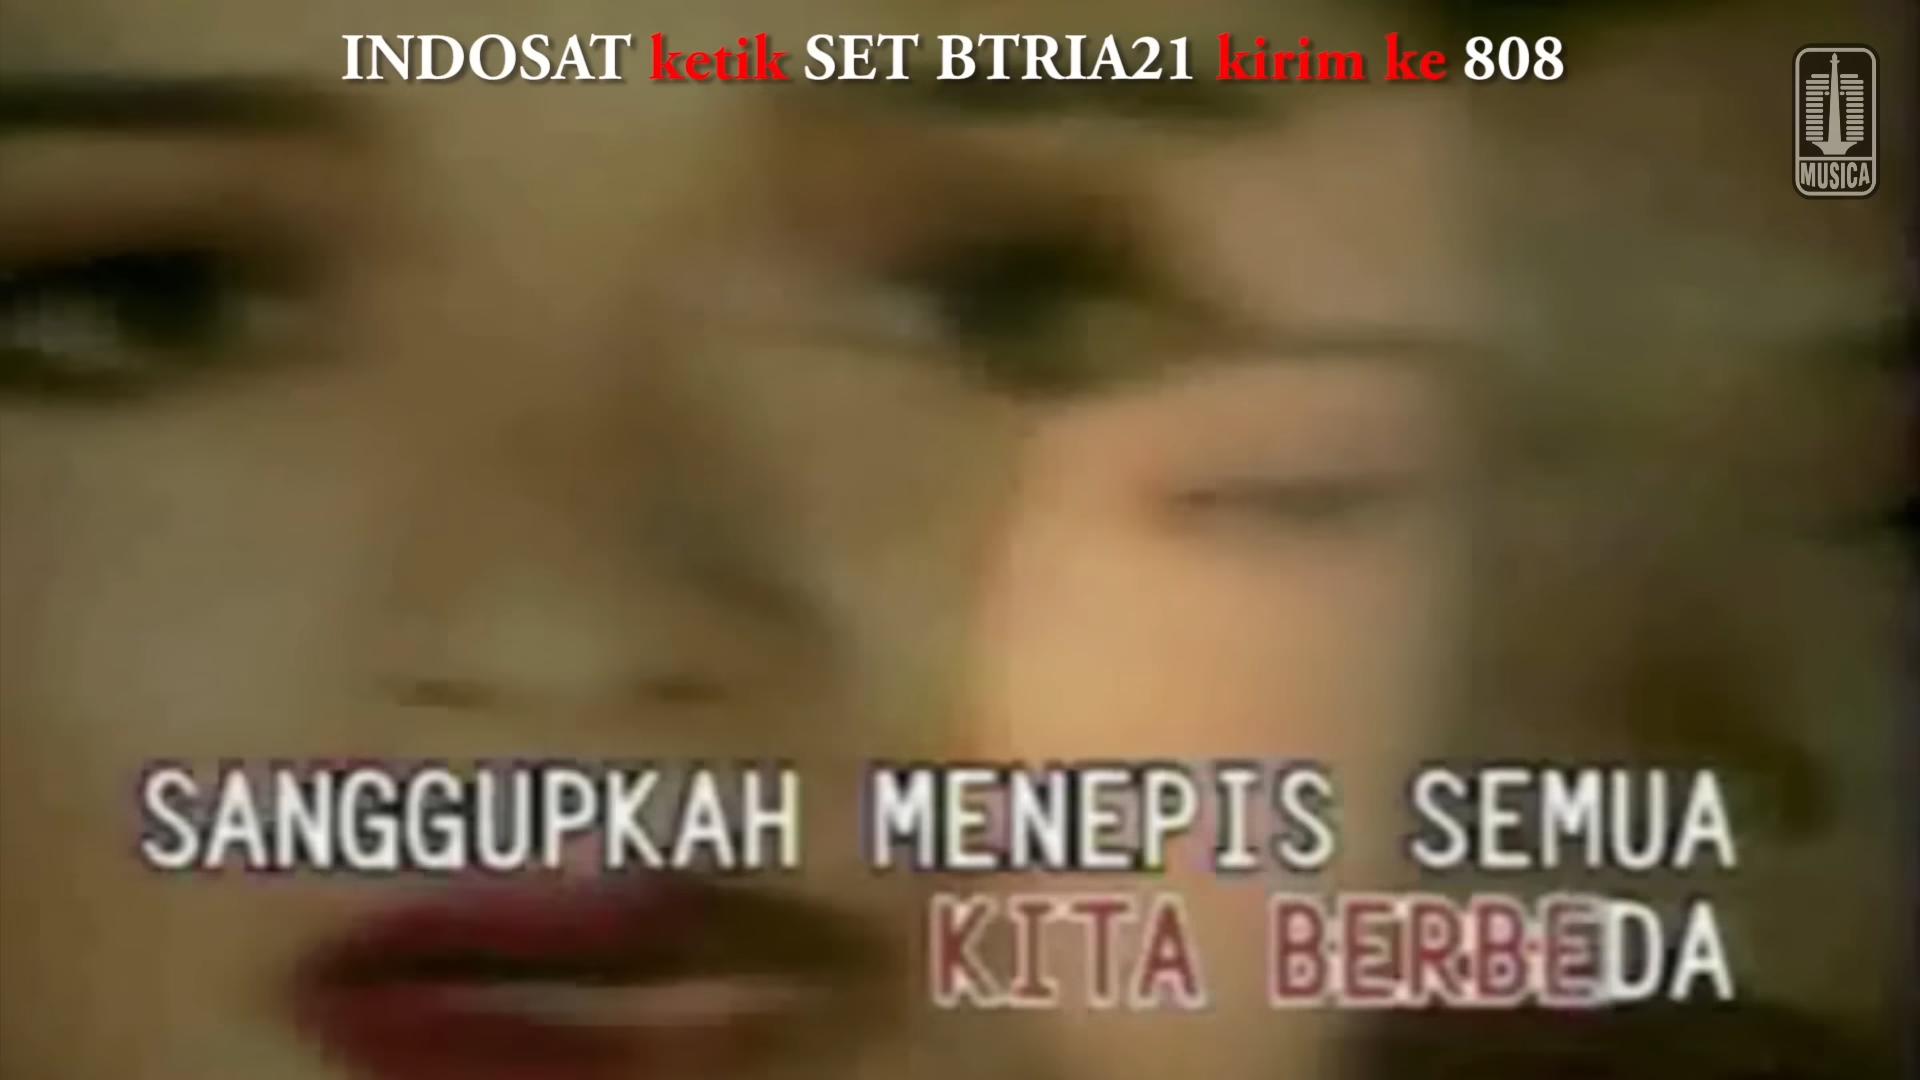 INDOSAT ketik SET BTRIA21 kirim ke 808
MUSICA
SANGGUPKAH MENEPIS SEMUA
KITA BERBEDA